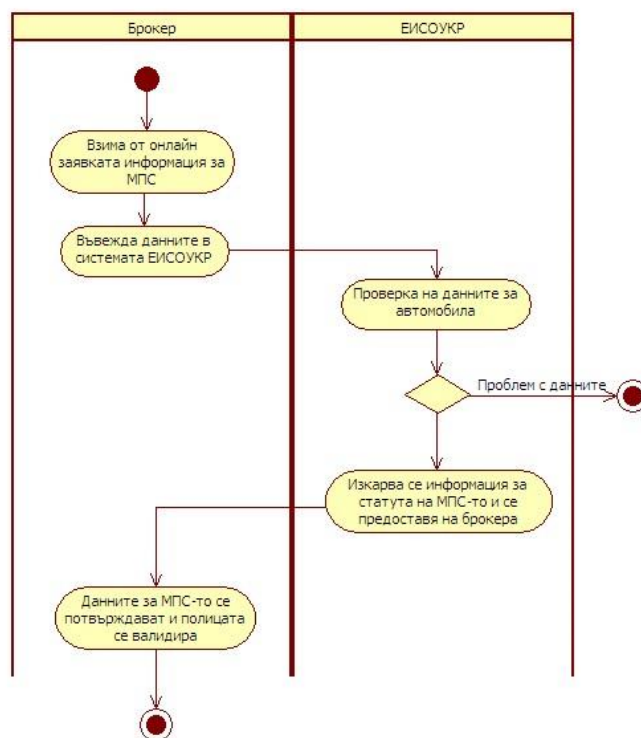 Брокер
ЕИСОУКР
Взима от онлайн
заявката информация за
МПС
Въвежда данните в
системата ЕИСОУКР
Проверка на данните за
автомобила
Проблем с данните
Изкарва се информация за
статута на МПС-то и се
предоставя на брокера
Данните за МПС-то се
потвърждават и полицата
се валидира